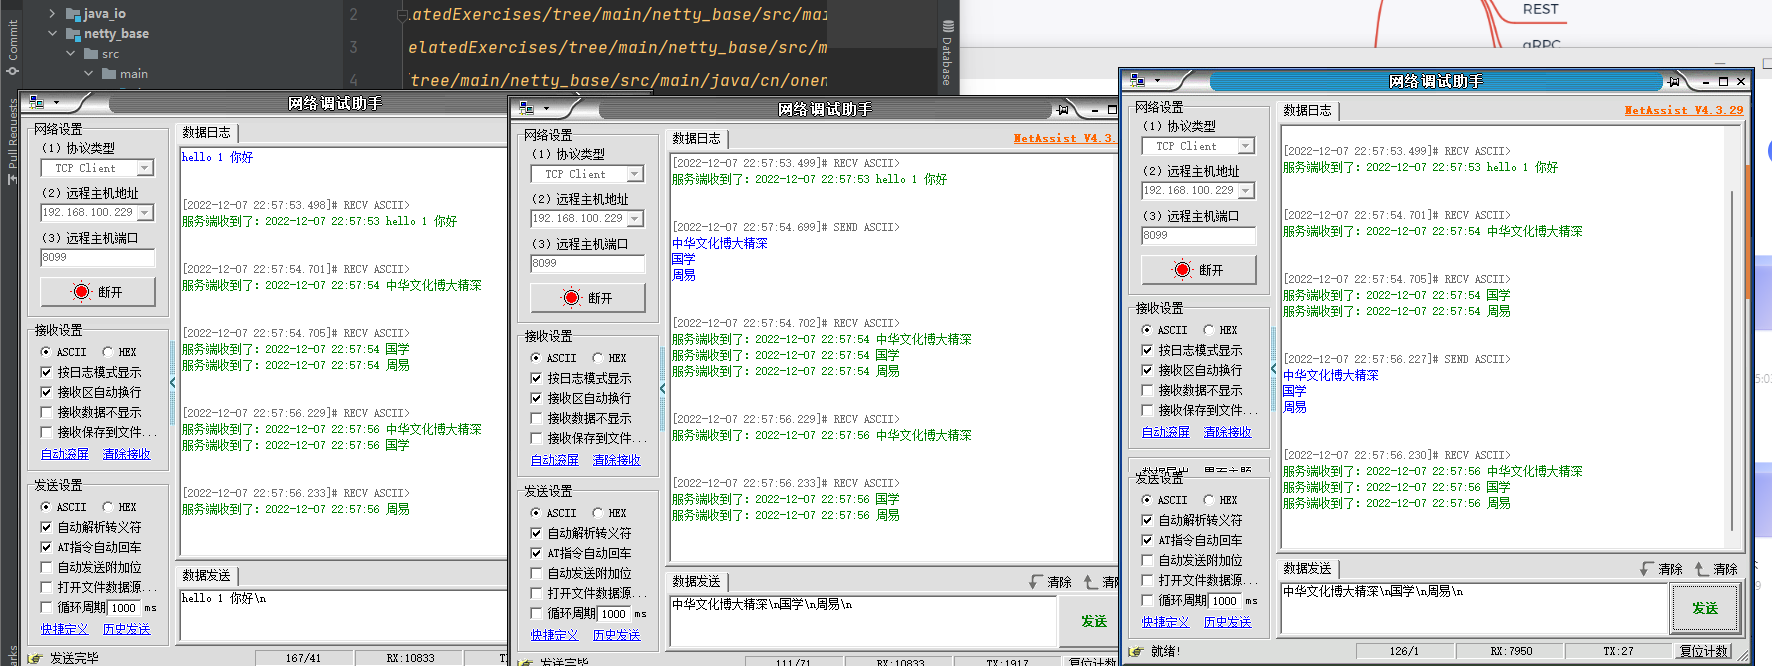 java_io
netty_base
src
main
Commit
Pull Requests
2
.atedExercises/tree/main/netty_base/src/mai
3
elatedExercises/tree/main/netty_base/src/m
4
tree/main/netty_base/src/main/java/cn/onen
Database
REST
gRPC
网络调试助手
网络设置
(1) 协议类型
TCP Client
(2) 远程主机地址
192.168.100.229
(3) 远程主机端口
8099
断开
接收设置
ASCII HEX
按日志模式显示
接收区自动换行
接收数据不显示
接收保存到文件...
自动滚屏 清除接收
发送设置
ASCII HEX
自动解析转义符
AT指令自动回车
自动发送附加位
打开文件数据源...
循环周期 1000 ms
快捷定义 历史发送
数据日志
hello 1 你好
[2022-12-07 22:57:53.498]# RECV ASCII>
服务端收到了: 2022-12-07 22:57:53 hello 1 你好
[2022-12-07 22:57:54.701]# RECV ASCII>
服务端收到了: 2022-12-07 22:57:54 中华文化博大精深
[2022-12-07 22:57:54.705]# RECV ASCII>
服务端收到了: 2022-12-07 22:57:54 国学
服务端收到了: 2022-12-07 22:57:54 周易
[2022-12-07 22:57:56.229]# RECV ASCII>
服务端收到了: 2022-12-07 22:57:56 中华文化博大精深
服务端收到了: 2022-12-07 22:57:56 国学
[2022-12-07 22:57:56.233]# RECV ASCII>
服务端收到了: 2022-12-07 22:57:56 周易
数据发送
hello 1 你好\n
发送完毕 167/41 RX:10833
网络调试助手
网络设置
(1) 协议类型
TCP Client
(2) 远程主机地址
192.168.100.229
(3) 远程主机端口
8099
断开
接收设置
ASCII HEX
按日志模式显示
接收区自动换行
接收数据不显示
接收保存到文件...
自动滚屏 清除接收
发送设置
ASCII HEX
自动解析转义符
AT指令自动回车
自动发送附加位
打开文件数据源...
循环周期 1000 ms
快捷定义 历史发送
数据日志
NetAssist V4.3.
[2022-12-07 22:57:53.499]# RECV ASCII>
服务端收到了: 2022-12-07 22:57:53 hello 1 你好
[2022-12-07 22:57:54.699]# SEND ASCII>
中华文化博大精深
国学
周易
[2022-12-07 22:57:54.702]# RECV ASCII>
服务端收到了: 2022-12-07 22:57:54 中华文化博大精深
服务端收到了: 2022-12-07 22:57:54 国学
服务端收到了: 2022-12-07 22:57:54 周易
[2022-12-07 22:57:56.229]# RECV ASCII>
服务端收到了: 2022-12-07 22:57:56 中华文化博大精深
[2022-12-07 22:57:56.233]# RECV ASCII>
服务端收到了: 2022-12-07 22:57:56 国学
服务端收到了: 2022-12-07 22:57:56 周易
数据发送 清除 清除
中华文化博大精深\n国学\n周易\n
发送
发送完毕 111/71 RX:10833 TX:1917 复位计数
网络调试助手
网络设置
(1) 协议类型
TCP Client
(2) 远程主机地址
192.168.100.229
(3) 远程主机端口
8099
断开
接收设置
ASCII HEX
按日志模式显示
接收区自动换行
接收数据不显示
接收保存到文件...
自动滚屏 清除接收
发送设置
ASCII HEX
自动解析转义符
AT指令自动回车
自动发送附加位
打开文件数据源...
循环周期 1000 ms
快捷定义 历史发送
数据日志
NetAssist V4.3.29
[2022-12-07 22:57:53.499]# RECV ASCII>
服务端收到了: 2022-12-07 22:57:53 hello 1 你好
[2022-12-07 22:57:54.701]# RECV ASCII>
服务端收到了: 2022-12-07 22:57:54 中华文化博大精深
[2022-12-07 22:57:54.705]# RECV ASCII>
服务端收到了: 2022-12-07 22:57:54 国学
服务端收到了: 2022-12-07 22:57:54 周易
[2022-12-07 22:57:56.227]# SEND ASCII>
中华文化博大精深
国学
周易
[2022-12-07 22:57:56.230]# RECV ASCII>
服务端收到了: 2022-12-07 22:57:56 中华文化博大精深
服务端收到了: 2022-12-07 22:57:56 国学
服务端收到了: 2022-12-07 22:57:56 周易
数据发送 清除 清除
中华文化博大精深\n国学\n周易\n
发送
就绪! 126/1 RX:7950 TX:27 复位计数